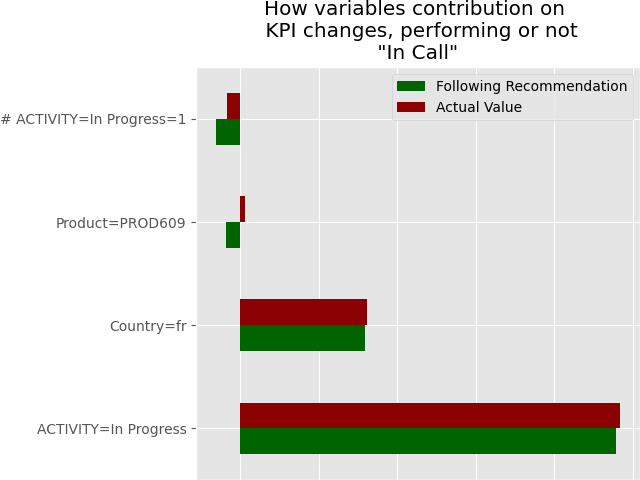 How variables contribution on
KPI changes, performing or not
"In Call"
Following Recommendation
Actual Value
# ACTIVITY=In Progress=1
Product=PROD609
Country=fr
ACTIVITY=In Progress